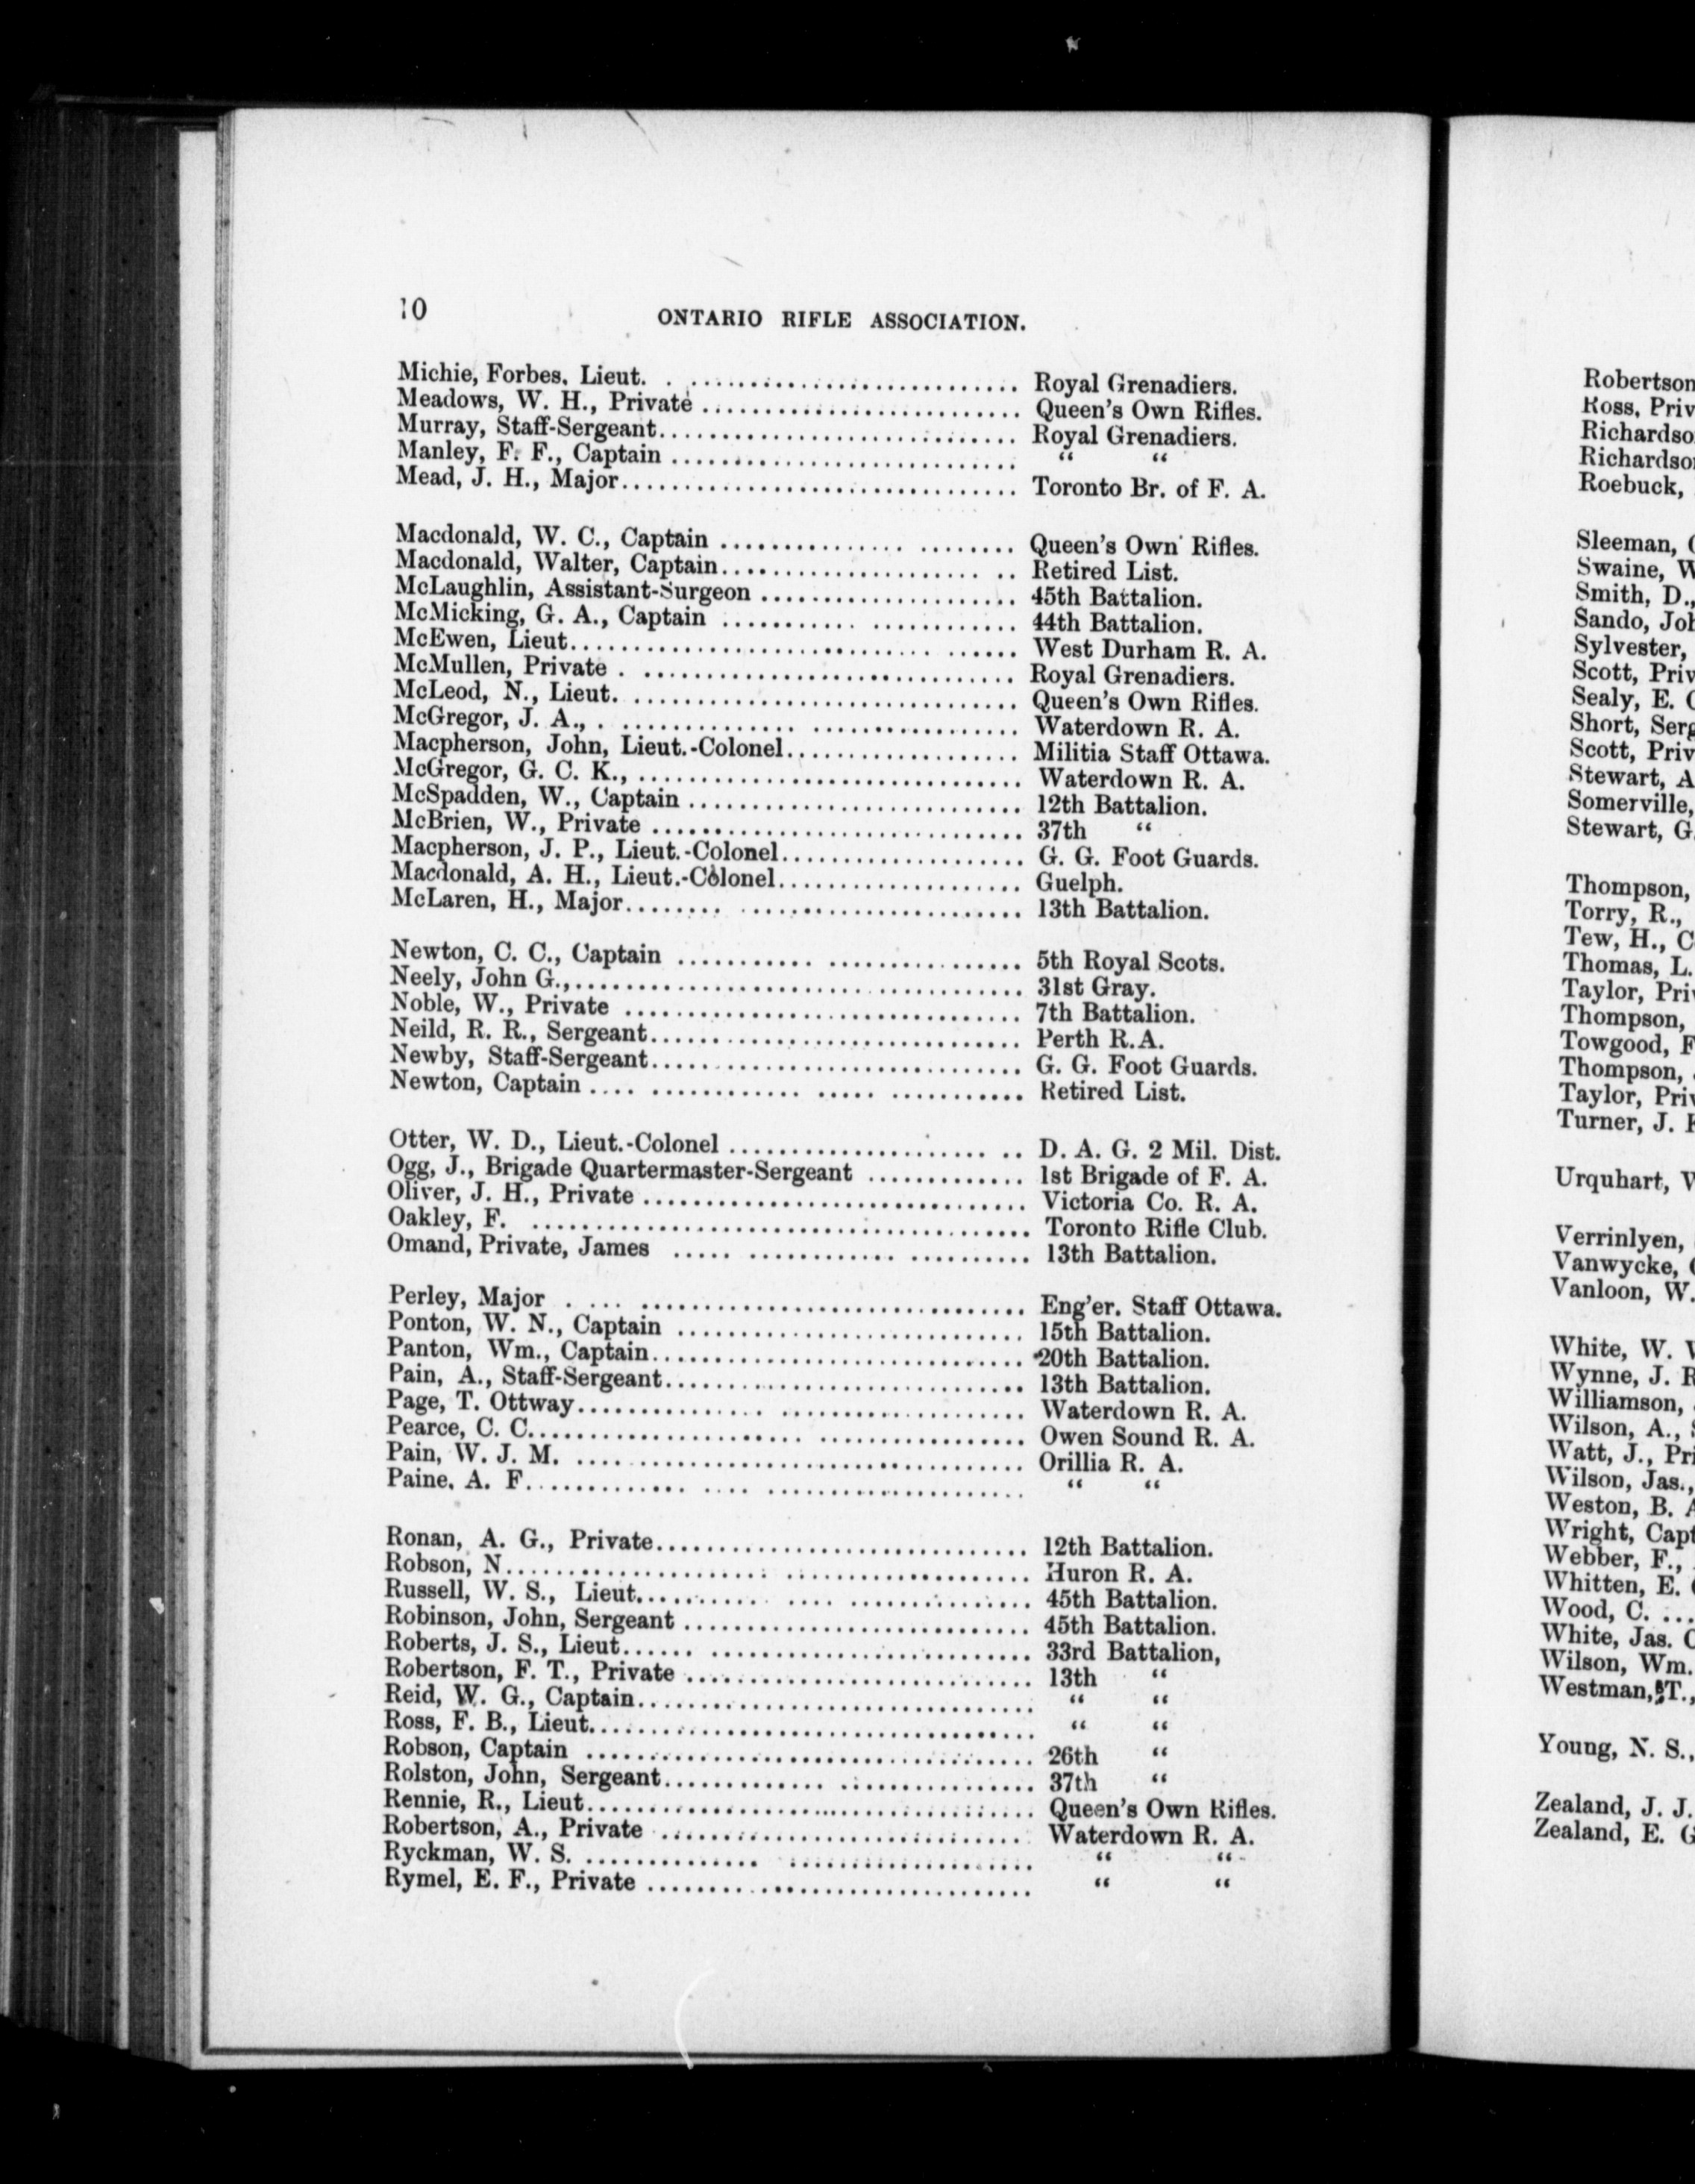 10 ONTARIO RIFLE ASSOCIATION.
Michie, Forbes, Lieut. . ............................ Royal Grenadiers.
Meadows, W. H., Private ............................ Queen's Own Rifles.
Murray, Staff-Sergeant............................ Royal Grenadiers.
Manley, F. F., Captain ............................ “ “
Mead, J. H., Major............................ Toronto Br. of F. A.
Macdonald, W. C., Captain ............................ Queen's Own Rifles.
Macdonald, Walter, Captain............................ Retired List.
McLaughlin, Assistant-Surgeon ............................ 45th Battalion.
McMicking, G. A., Captain ............................ 44th Battalion.
McEwen, Lieut............................ West Durham R. A.
McMullen, Private ............................ Royal Grenadiers.
McLeod, N., Lieut. ............................ Queen's Own Rifles.
McGregor, J. A., ............................ Waterdown R. A.
Macpherson, John, Lieut.-Colonel............................ Militia Staff Ottawa.
McGregor, G. C. K., ............................ Waterdown R. A.
McSpadden, W., Captain ............................ 12th Battalion.
McBrien, W., Private ............................ 37th “
Macpherson, J. P., Lieut.-Colonel............................ G. G. Foot Guards.
Macdonald, A. H., Lieut.-Colonel............................ Guelph.
McLaren, H., Major............................ 13th Battalion.
Newton, C. C., Captain ............................ 5th Royal Scots.
Neely, John G.,............................ 31st Gray.
Noble, W., Private ............................ 7th Battalion.
Neild, R. R., Sergeant............................ Perth R.A.
Newby, Staff-Sergeant............................ G. G. Foot Guards.
Newton, Captain ............................ Retired List.
Otter, W. D., Lieut.-Colonel ............................ D. A. G. 2 Mil. Dist.
Ogg, J., Brigade Quartermaster-Sergeant ............. 1st Brigade of F. A.
Oliver, J. H., Private ............................ Victoria Co. R. A.
Oakley, F. ............................ Toronto Rifle Club.
Omand, Private, James ............................ 13th Battalion.
Perley, Major ............................ Eng'er. Staff Ottawa.
Ponton, W. N., Captain ............................ 15th Battalion.
Panton, Wm., Captain............................ 20th Battalion.
Pain, A., Staff-Sergeant............................ 13th Battalion.
Page, T. Ottway............................ Waterdown R. A.
Pearce, C. C............................ Owen Sound R. A.
Pain, W. J. M. ............................ Orillia R. A.
Paine, A. F............................ “ “
Ronan, A. G., Private............................ 12th Battalion.
Robson, N............................ Huron R. A.
Russell, W. S., Lieut............................ 45th Battalion.
Robinson, John, Sergeant ............................ 45th Battalion.
Roberts, J. S., Lieut............................ 33rd Battalion,
Robertson, F. T., Private ............................ 13th “
Reid, W. G., Captain............................ “ “
Ross, F. B., Lieut............................ “ “
Robson, Captain ............................ 26th “
Rolston, John, Sergeant............................ 37th “
Rennie, R., Lieut............................ Queen's Own Rifles.
Robertson, A., Private ............................ Waterdown R. A.
Ryckman, W. S. ............................ “ “
Rymel, E. F., Private ............................ “ “
Robertson
Ross, Priv
Richardso
Richardso
Roebuck,
Sleeman,
Swaine, W
Smith, D.,
Sando, Joh
Sylvester,
Scott, Priv
Sealy, E. C
Short, Serg
Scott, Priv
Stewart, A
Somerville,
Stewart, G.
Thompson,
Torry, R.,
Tew, H., C
Thomas, L.
Taylor, Pri
Thompson,
Towgood, F
Thompson,
Taylor, Pri
Turner, J.
Urquhart, W
Verrinlyen,
Vanwycke,
Vanloon, W.
White, W.
Wynne, J. R
Williamson,
Wilson, A.,
Watt, J., Pri
Wilson, Jas.,
Weston, B. A
Wright, Capt
Webber, F.,
Whitten, E.
Wood, C. ...
White, Jas. C
Wilson, Wm.
Westman, T.,
Young, N. S.,
Zealand, J. J.
Zealand, E. G